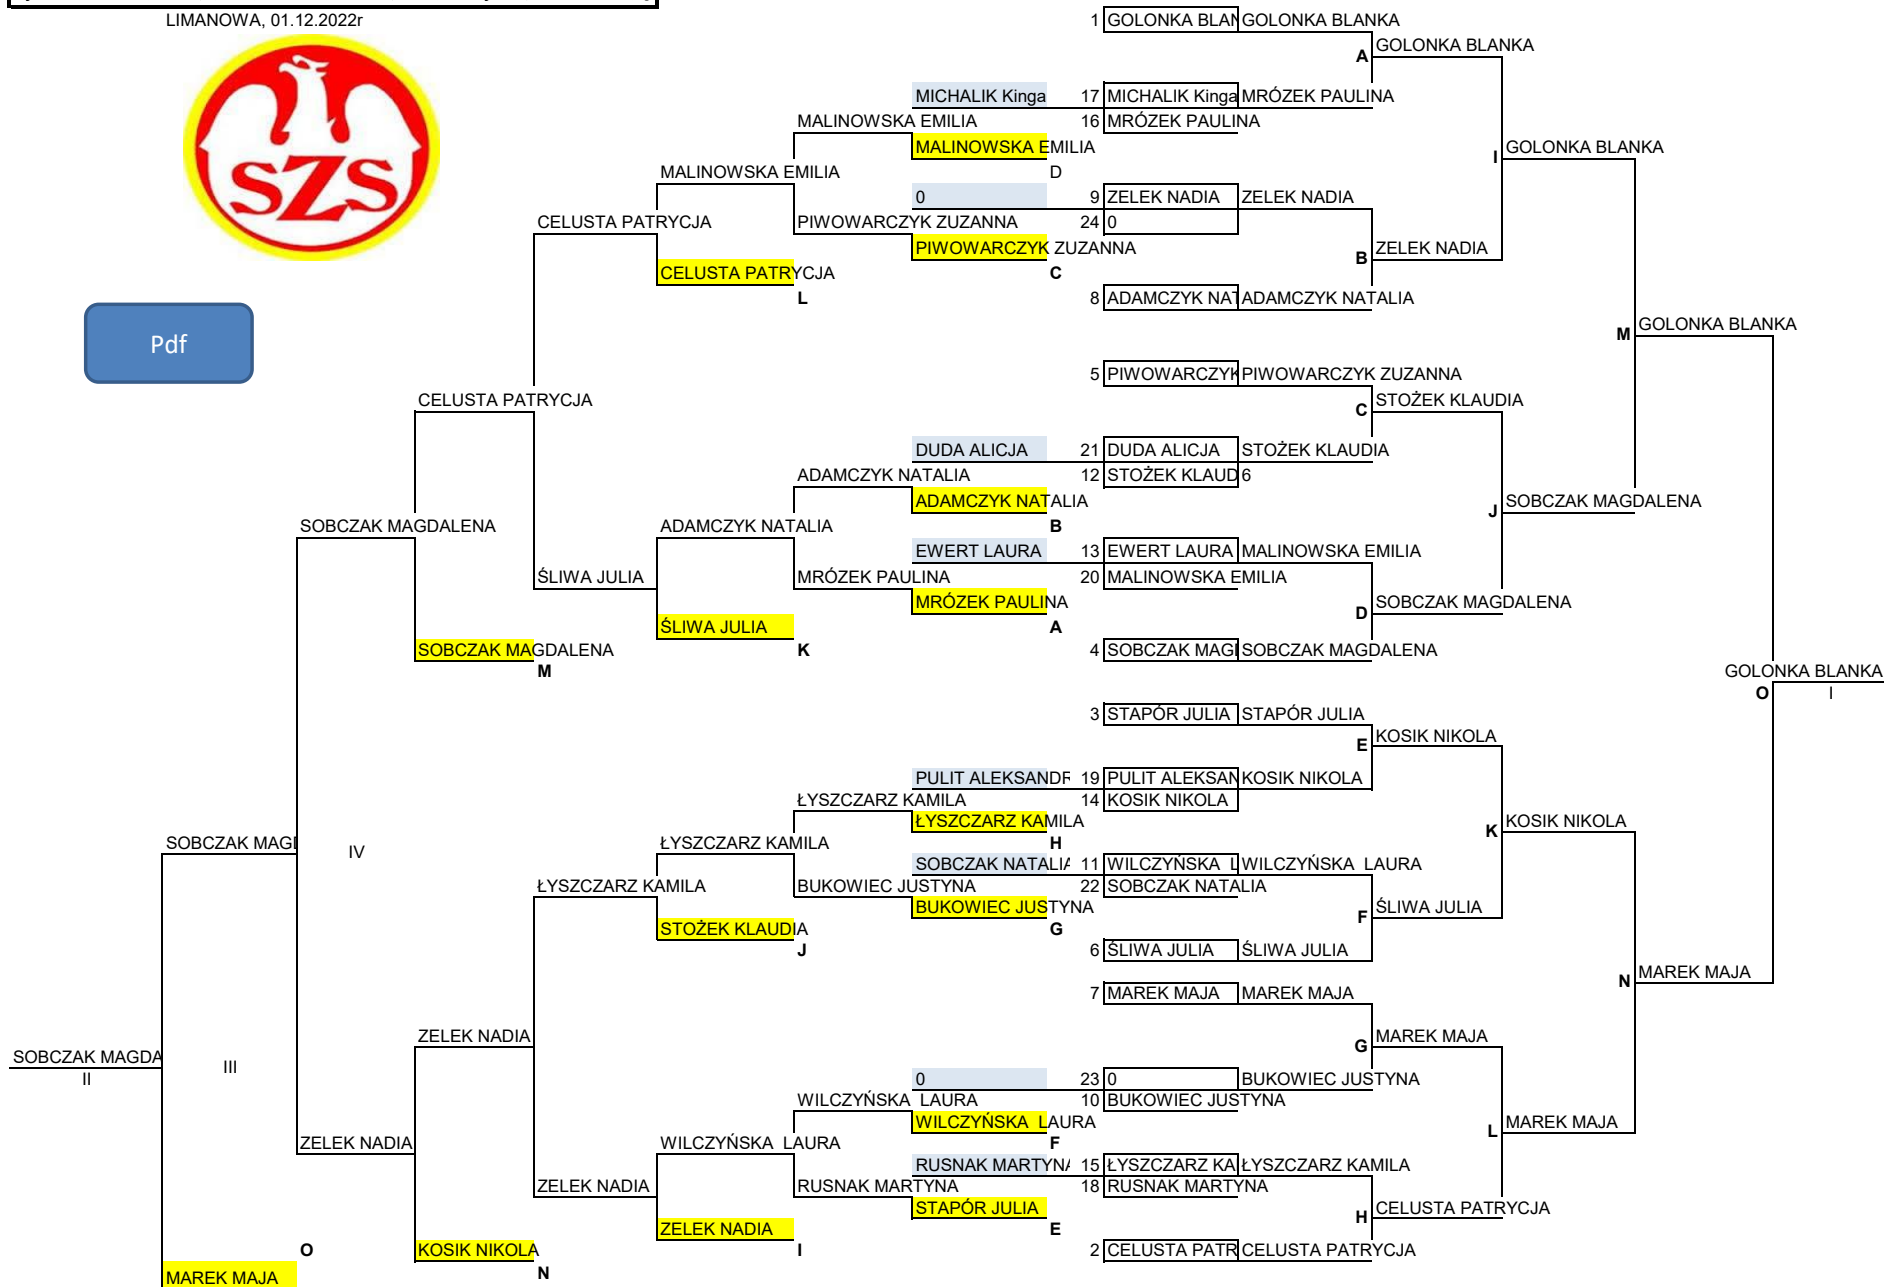 LIMANOWA, 01.12.2022r
SZS
Pdf
1 GOLONKA BLAN GOLONKA BLANKA
GOLONKA BLANKA
A
MICHALIK Kinga 17 MICHALIK Kinga MRÓZEK PAULINA
MALINOWSKA EMILIA 16 MRÓZEK PAULINA
MALINOWSKA EMILIA I GOLONKA BLANKA
MALINOWSKA EMILIA D
0 9 ZELEK NADIA ZELEK NADIA
CELUSTA PATRYCJA PIWOWARCZYK ZUZANNA 24 0
PIWOWARCZYK ZUZANNA B ZELEK NADIA
CELUSTA PATRYCJA C
L 8 ADAMCZYK NAT ADAMCZYK NATALIA
M GOLONKA BLANKA
5 PIWOWARCZYK PIWOWARCZYK ZUZANNA
CELUSTA PATRYCJA C STOŻEK KLAUDIA
DUDA ALICJA 21 DUDA ALICJA STOŻEK KLAUDIA
ADAMCZYK NATALIA 12 STOŻEK KLAUD 6
ADAMCZYK NATALIA J SOBCZAK MAGDALENA
SOBCZAK MAGDALENA ADAMCZYK NATALIA B
EWERT LAURA 13 EWERT LAURA MALINOWSKA EMILIA
ŚLIWA JULIA MRÓZEK PAULINA 20 MALINOWSKA EMILIA
MRÓZEK PAULINA D SOBCZAK MAGDALENA
ŚLIWA JULIA A
SOBCZAK MAGDALENA K 4 SOBCZAK MAG SOBCZAK MAGDALENA
M GOLONKA BLANKA
O I
3 STAPÓR JULIA STAPÓR JULIA
E KOSIK NIKOLA
PULIT ALEKSANDR 19 PULIT ALEKSAN KOSIK NIKOLA
ŁYSZCZARZ KAMILA 14 KOSIK NIKOLA
ŁYSZCZARZ KAMILA K KOSIK NIKOLA
SOBCZAK MAG IV ŁYSZCZARZ KAMILA H
SOBCZAK NATALIA 11 WILCZYŃSKA L WILCZYŃSKA LAURA
ŁYSZCZARZ KAMILA BUKOWIEC JUSTYNA 22 SOBCZAK NATALIA
BUKOWIEC JUSTYNA F ŚLIWA JULIA
STOŻEK KLAUDIA G
J 6 ŚLIWA JULIA ŚLIWA JULIA
N MAREK MAJA
7 MAREK MAJA MAREK MAJA
ZELEK NADIA G MAREK MAJA
SOBCZAK MAGDA III
II 0 23 0 BUKOWIEC JUSTYNA
WILCZYŃSKA LAURA 10 BUKOWIEC JUSTYNA
WILCZYŃSKA LAURA L MAREK MAJA
ZELEK NADIA WILCZYŃSKA LAURA F
RUSNAK MARTYNA 15 ŁYSZCZARZ KA ŁYSZCZARZ KAMILA
ZELEK NADIA RUSNAK MARTYNA 18 RUSNAK MARTYNA
STAPÓR JULIA H CELUSTA PATRYCJA
ZELEK NADIA E
O KOSIK NIKOLA I 2 CELUSTA PATR CELUSTA PATRYCJA
MAREK MAJA N